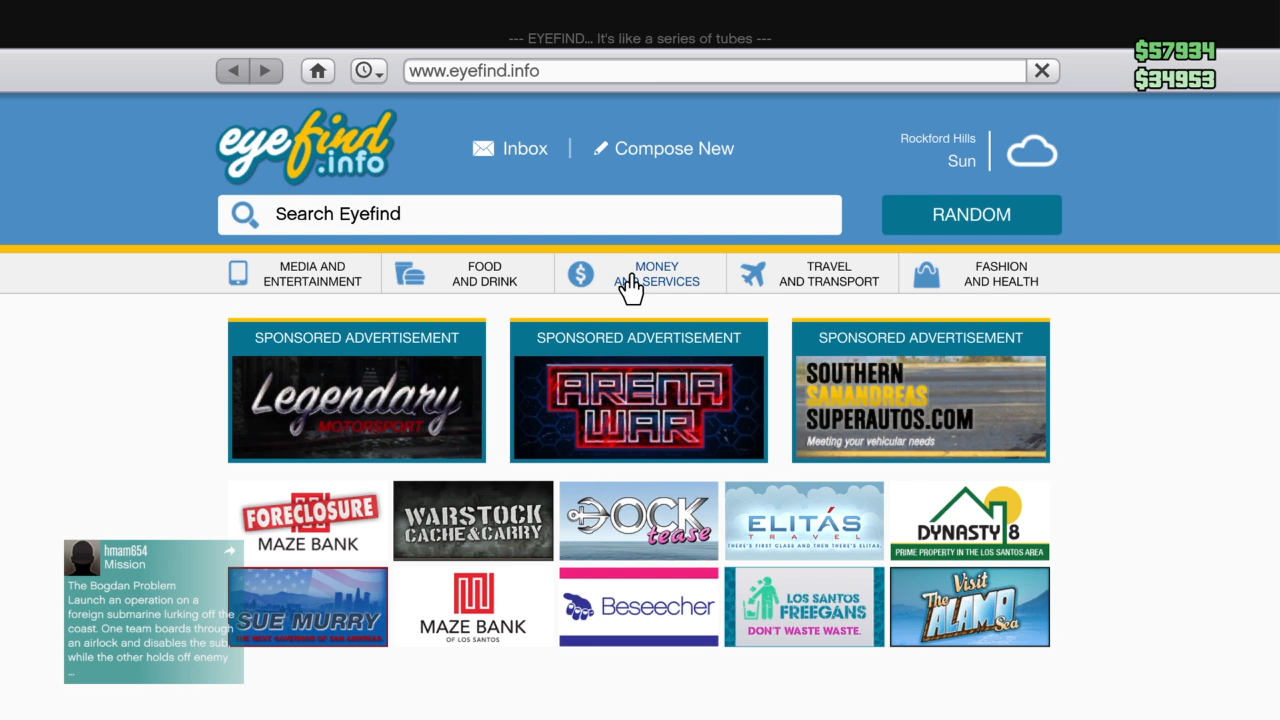 --- EYEFIND... It's like a series of tubes ---
$57934
$34953
www.eyefind.info
eyefind
.info
Inbox
Compose New
Rockford Hills
Sun
Search Eyefind
RANDOM
MEDIA AND
ENTERTAINMENT
FOOD
AND DRINK
MONEY
AND SERVICES
TRAVEL
AND TRANSPORT
FASHION
AND HEALTH
SPONSORED ADVERTISEMENT
Legendary
MOTORSPORT
SPONSORED ADVERTISEMENT
ARENA
WAR
SPONSORED ADVERTISEMENT
SOUTHERN
SANANDREAS
SUPERAUTOS.COM
Meeting your vehicular needs
FORECLOSURE
MAZE BANK
WARSTOCK
CACHE&CARRY
DOCK
tease
ELITÁS
TRAVEL
THERE'S FIRST CLASS AND THEN THERE'S ELITAS.
DYNASTY 8
PRIME PROPERTY IN THE LOS SANTOS AREA
hmam654
Mission
The Bogdan Problem
Launch an operation on a
foreign submarine lurking off the
coast. One team boards through
an airlock and disables the sub,
while the other holds off enemy
...
SUE MURRY
THE NEXT GOVERNOR OF SAN ANDREAS
MAZE BANK
OF LOS SANTOS
Beseecher
LOS SANTOS
FREEGANS
DON'T WASTE WASTE.
Visit
The
ALAMO
Sea